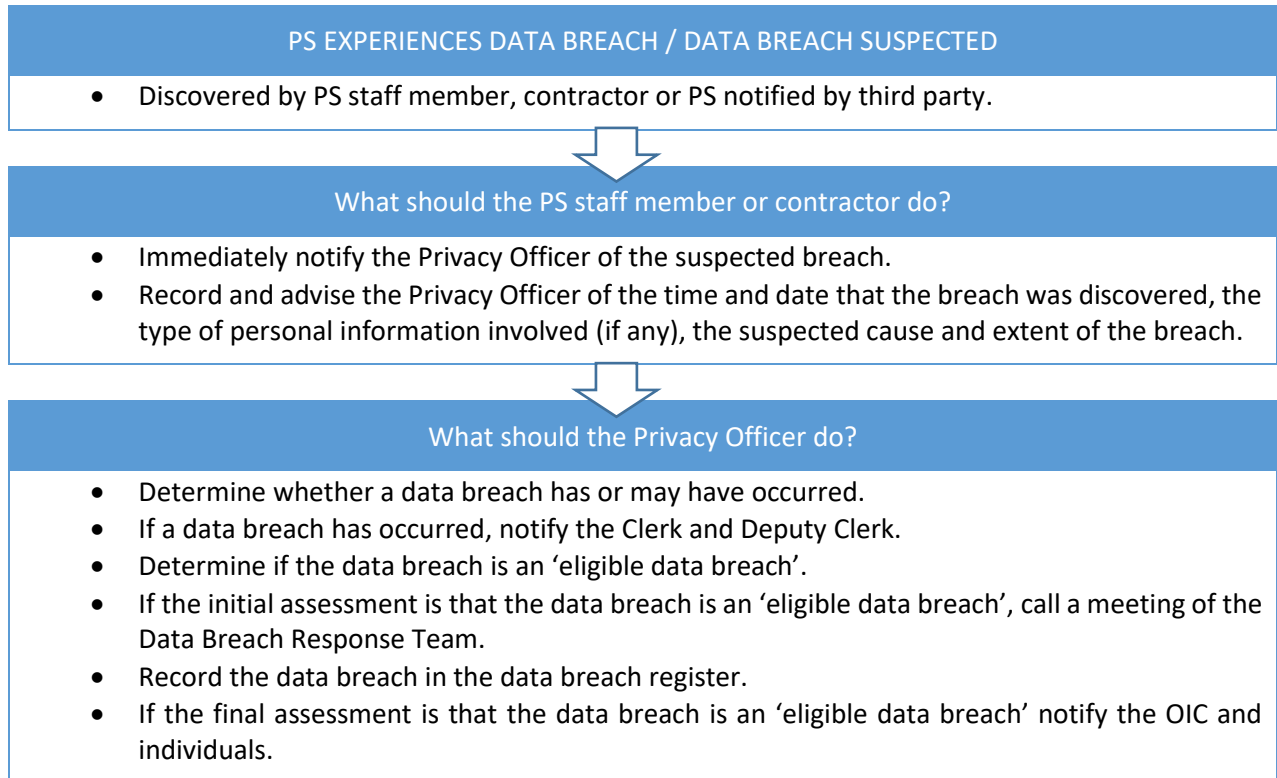 PS EXPERIENCES DATA BREACH / DATA BREACH SUSPECTED
• Discovered by PS staff member, contractor or PS notified by third party.
What should the PS staff member or contractor do?
• Immediately notify the Privacy Officer of the suspected breach.
• Record and advise the Privacy Officer of the time and date that the breach was discovered, the
type of personal information involved (if any), the suspected cause and extent of the breach.
What should the Privacy Officer do?
• Determine whether a data breach has or may have occurred.
• If a data breach has occurred, notify the Clerk and Deputy Clerk.
• Determine if the data breach is an ‘eligible data breach’.
• If the initial assessment is that the data breach is an ‘eligible data breach’, call a meeting of the
Data Breach Response Team.
• Record the data breach in the data breach register.
• If the final assessment is that the data breach is an ‘eligible data breach’ notify the OIC and
individuals.